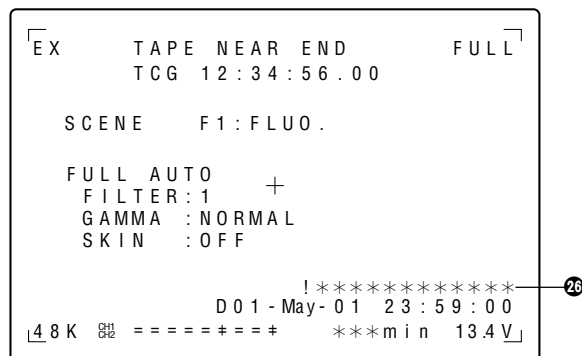 EX TAPE NEAR END FULL
TCG 12:34:56.00
SCENE F1:FLUO.
FULL AUTO
FILTER:1
GAMMA :NORMAL
SKIN :OFF
!∗∗∗∗∗∗∗∗∗∗∗∗ 26
D01-May-01 23:59:00
48K CH1 CH2 =====ǂ=ǂ ∗∗∗min 13.4V